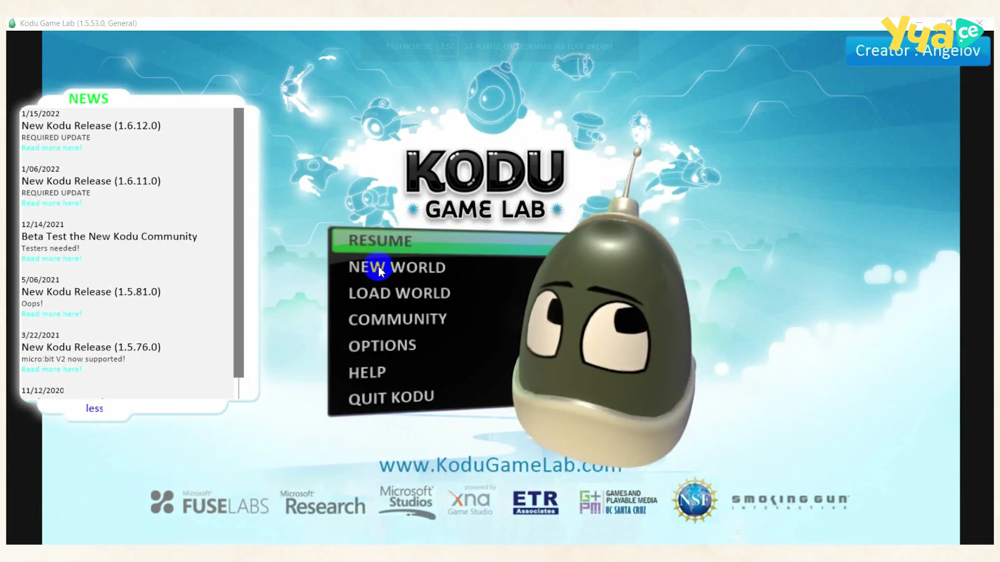 Kodu Game Lab (1.5.53.0, General)
Уча
се
Натиснете Esc за изход от режима на цял екран
Creator : Angelov
NEWS
1/15/2022
New Kodu Release (1.6.12.0)
REQUIRED UPDATE
Read more here!
1/06/2022
New Kodu Release (1.6.11.0)
REQUIRED UPDATE
Read more here!
12/14/2021
Beta Test the New Kodu Community
Testers needed!
Read more here!
5/06/2021
New Kodu Release (1.5.81.0)
Oops!
Read more here!
3/22/2021
New Kodu Release (1.5.76.0)
micro:bit V2 now supported!
Read more here!
11/12/2020
less
KODU
GAME LAB
RESUME
NEW WORLD
LOAD WORLD
COMMUNITY
OPTIONS
HELP
QUIT KODU
www.KoduGameLab.com
Microsoft
FUSELABS
Microsoft
Research
Microsoft
Studios
powered by
xna
Game Studio
ETR
Associates
G+
PM
GAMES AND
PLAYABLE MEDIA
UC SANTA CRUZ
NSF
SMOKING GUN
INTERACTIVE